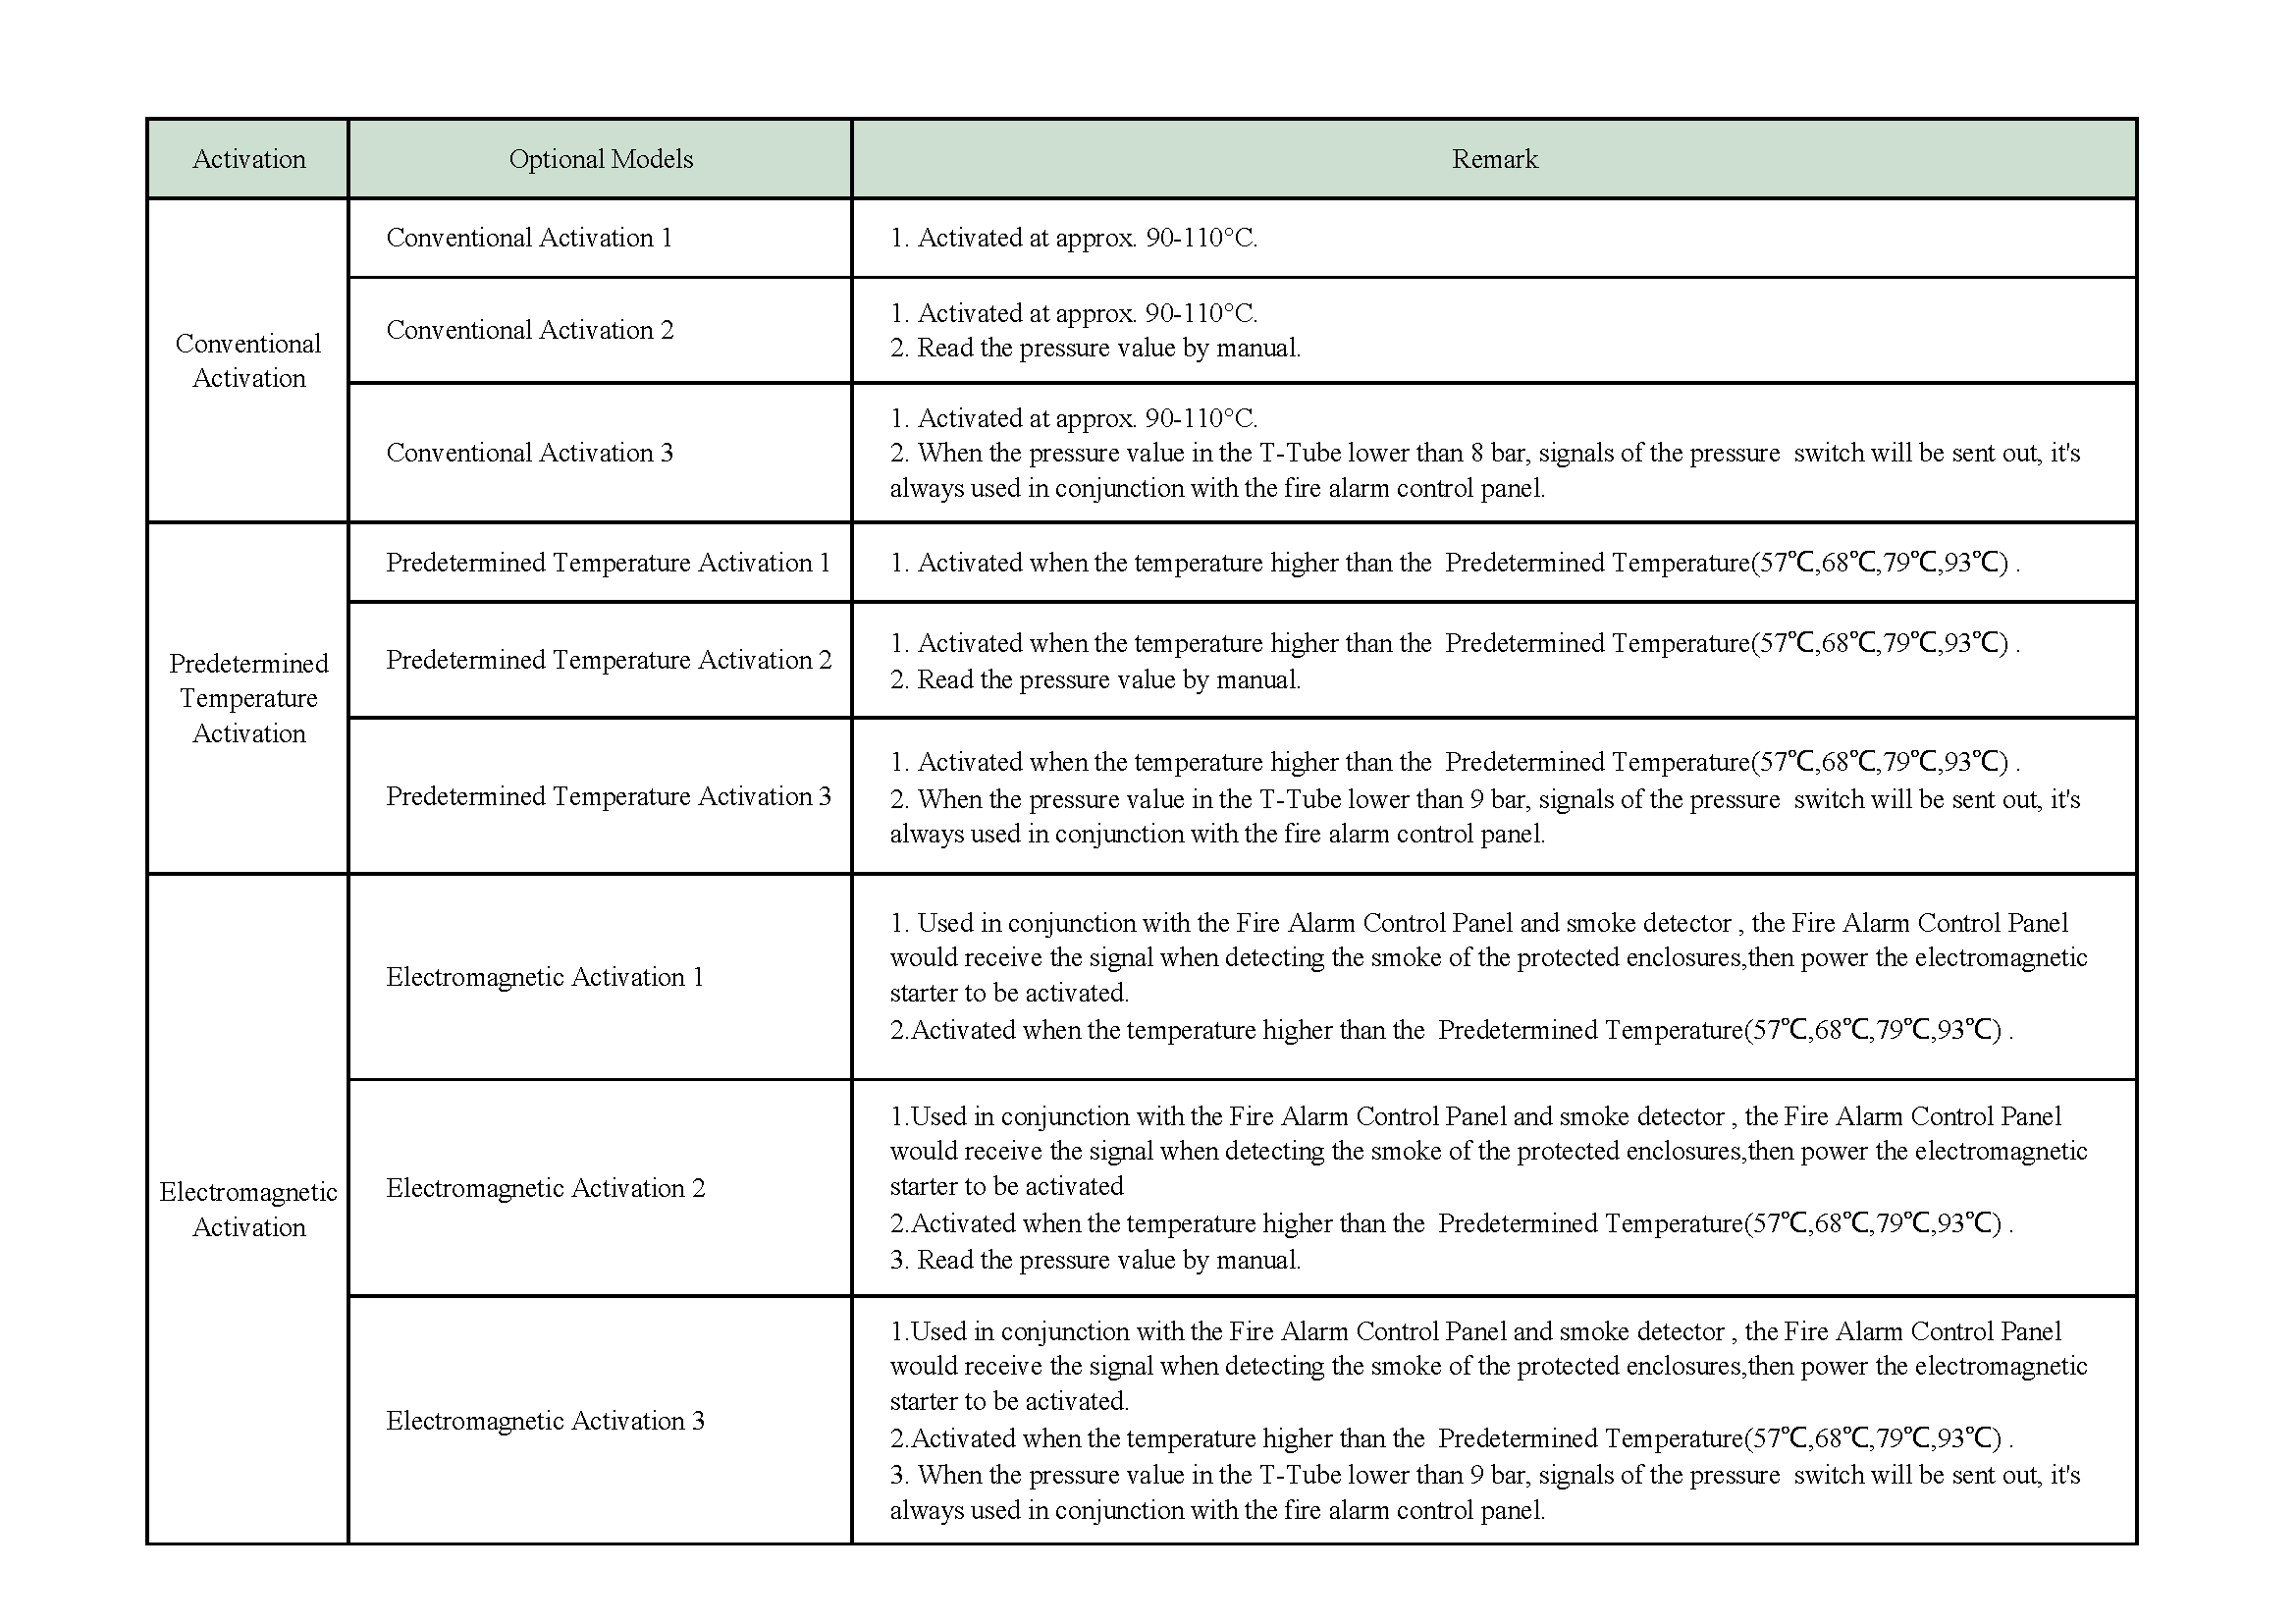 Activation
Optional Models
Remark
Conventional
Activation
Conventional Activation 1
1. Activated at approx. 90-110°C.
Conventional Activation 2
1. Activated at approx. 90-110°C.
2. Read the pressure value by manual.
Conventional Activation 3
1. Activated at approx. 90-110°C.
2. When the pressure value in the T-Tube lower than 8 bar, signals of the pressure  switch will be sent out, it's
always used in conjunction with the fire alarm control panel.
Predetermined
Temperature
Activation
Predetermined Temperature Activation 1
1. Activated when the temperature higher than the  Predetermined Temperature(57℃,68℃,79℃,93℃) .
Predetermined Temperature Activation 2
1. Activated when the temperature higher than the  Predetermined Temperature(57℃,68℃,79℃,93℃) .
2. Read the pressure value by manual.
Predetermined Temperature Activation 3
1. Activated when the temperature higher than the  Predetermined Temperature(57℃,68℃,79℃,93℃) .
2. When the pressure value in the T-Tube lower than 9 bar, signals of the pressure  switch will be sent out, it's
always used in conjunction with the fire alarm control panel.
Electromagnetic
Activation
Electromagnetic Activation 1
1. Used in conjunction with the Fire Alarm Control Panel and smoke detector , the Fire Alarm Control Panel
would receive the signal when detecting the smoke of the protected enclosures,then power the electromagnetic
starter to be activated.
2.Activated when the temperature higher than the  Predetermined Temperature(57℃,68℃,79℃,93℃) .
Electromagnetic Activation 2
1.Used in conjunction with the Fire Alarm Control Panel and smoke detector , the Fire Alarm Control Panel
would receive the signal when detecting the smoke of the protected enclosures,then power the electromagnetic
starter to be activated
2.Activated when the temperature higher than the  Predetermined Temperature(57℃,68℃,79℃,93℃) .
3. Read the pressure value by manual.
Electromagnetic Activation 3
1.Used in conjunction with the Fire Alarm Control Panel and smoke detector , the Fire Alarm Control Panel
would receive the signal when detecting the smoke of the protected enclosures,then power the electromagnetic
starter to be activated.
2.Activated when the temperature higher than the  Predetermined Temperature(57℃,68℃,79℃,93℃) .
3. When the pressure value in the T-Tube lower than 9 bar, signals of the pressure  switch will be sent out, it's
always used in conjunction with the fire alarm control panel.